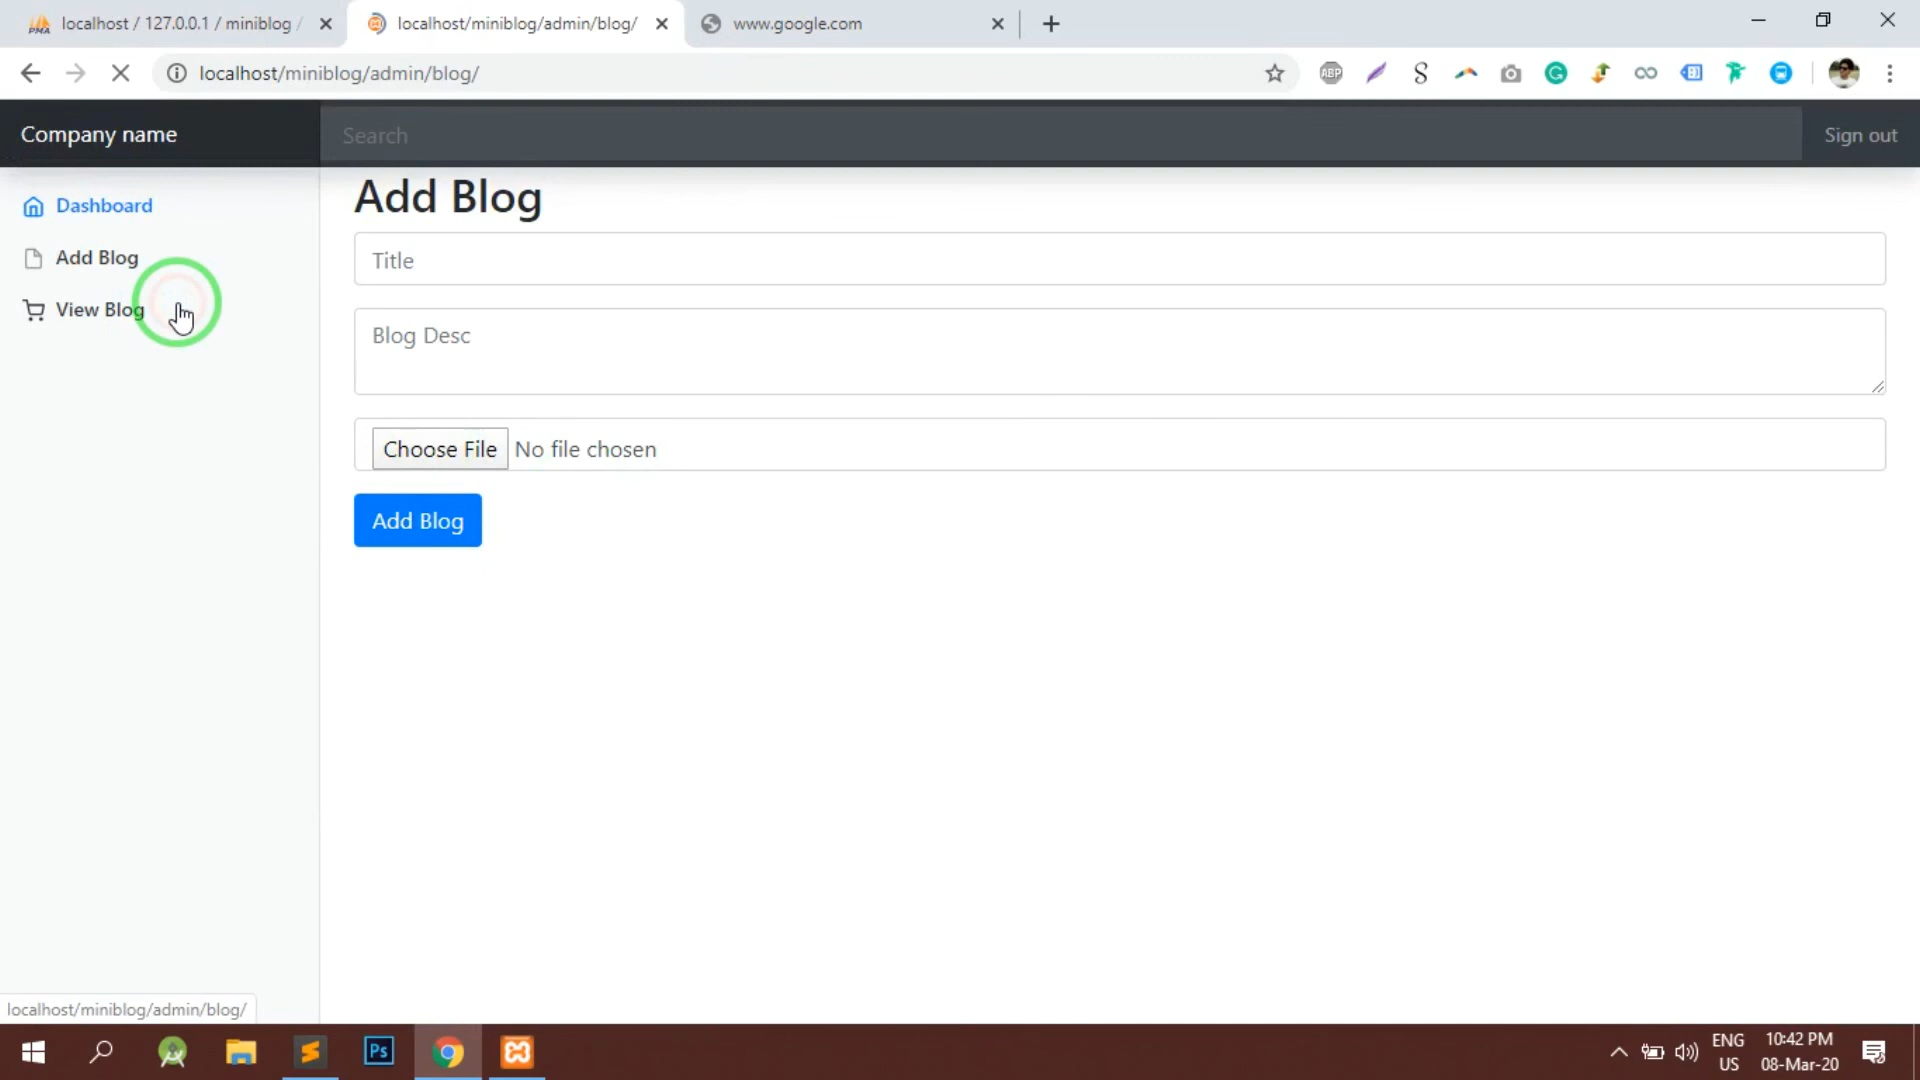 localhost / 127.0.0.1 / miniblog /
localhost/miniblog/admin/blog/
www.google.com
localhost/miniblog/admin/blog/
ABP
S
G
Company name
Search
Sign out
Dashboard
Add Blog
View Blog
Add Blog
Title
Blog Desc
Choose File
No file chosen
Add Blog
localhost/miniblog/admin/blog/
Ps
ENG
US
10:42 PM
08-Mar-20